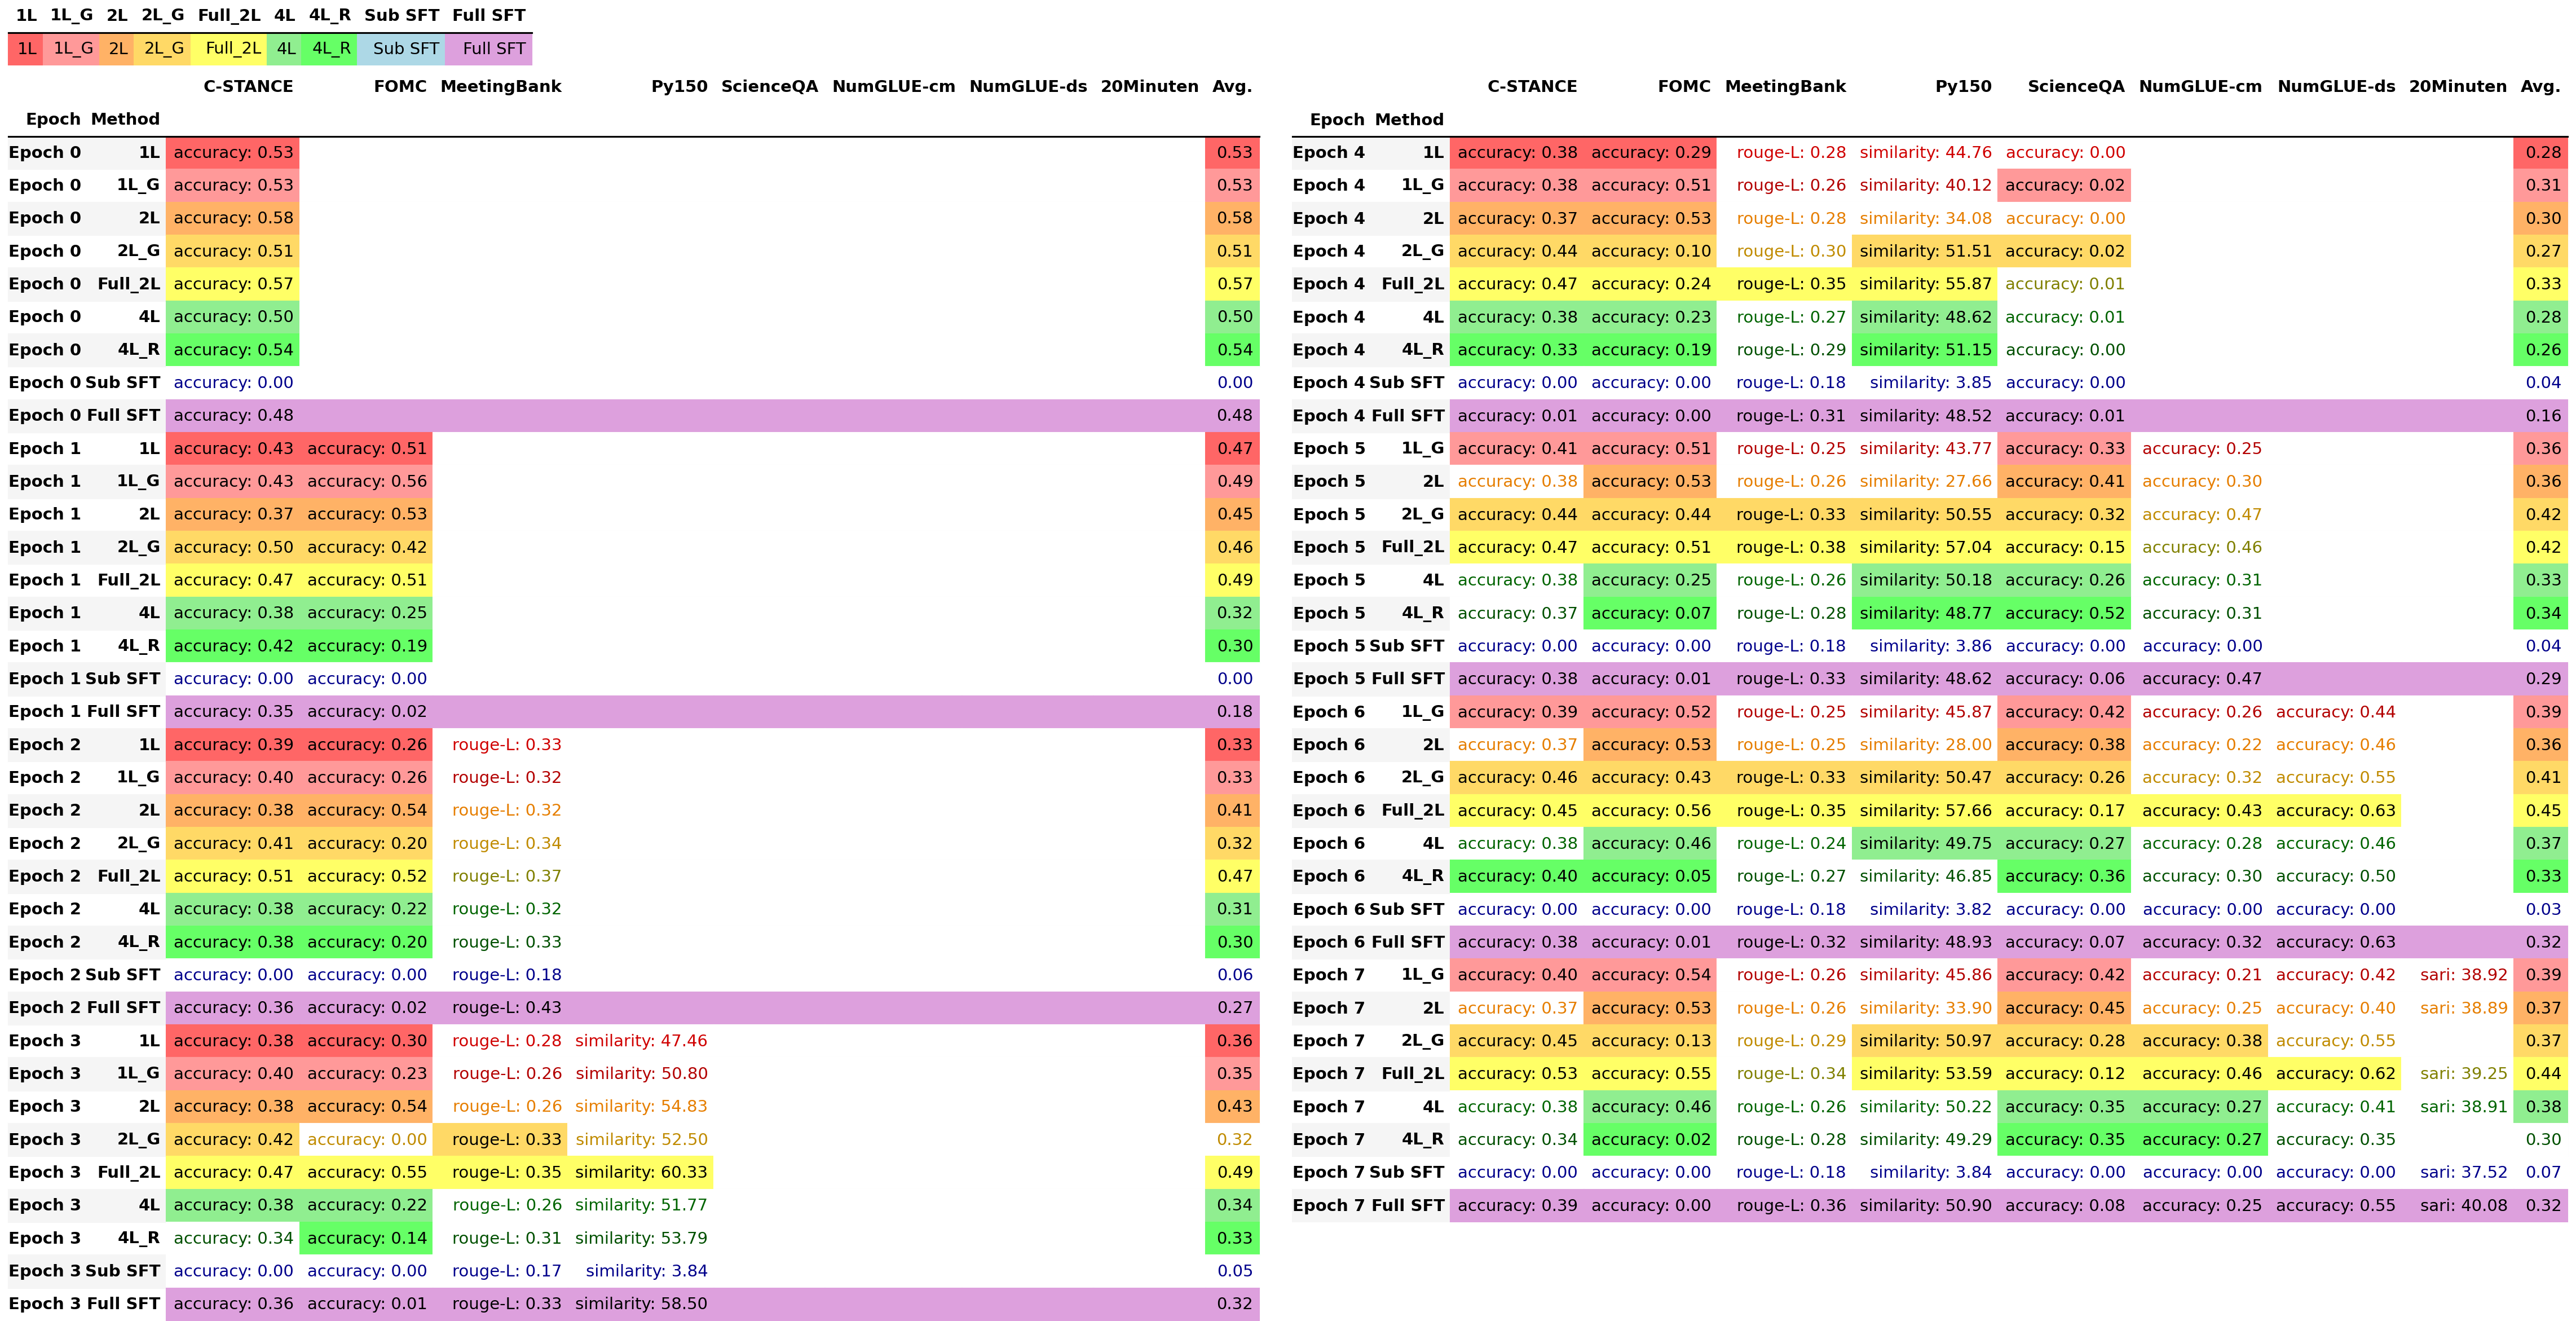 1L 1L_G 2L 2L_G Full_2L 4L 4L_R Sub SFT Full SFT
1L 1L_G 2L 2L_G Full_2L 4L 4L_R Sub SFT Full SFT
C-STANCE FOMC MeetingBank Py150 ScienceQA NumGLUE-cm NumGLUE-ds 20Minuten Avg.
Epoch Method
Epoch 0 1L accuracy: 0.53 0.53
Epoch 0 1L_G accuracy: 0.53 0.53
Epoch 0 2L accuracy: 0.58 0.58
Epoch 0 2L_G accuracy: 0.51 0.51
Epoch 0 Full_2L accuracy: 0.57 0.57
Epoch 0 4L accuracy: 0.50 0.50
Epoch 0 4L_R accuracy: 0.54 0.54
Epoch 0 Sub SFT accuracy: 0.00 0.00
Epoch 0 Full SFT accuracy: 0.48 0.48
Epoch 1 1L accuracy: 0.43 accuracy: 0.51 0.47
Epoch 1 1L_G accuracy: 0.43 accuracy: 0.56 0.49
Epoch 1 2L accuracy: 0.37 accuracy: 0.53 0.45
Epoch 1 2L_G accuracy: 0.50 accuracy: 0.42 0.46
Epoch 1 Full_2L accuracy: 0.47 accuracy: 0.51 0.49
Epoch 1 4L accuracy: 0.38 accuracy: 0.25 0.32
Epoch 1 4L_R accuracy: 0.42 accuracy: 0.19 0.30
Epoch 1 Sub SFT accuracy: 0.00 accuracy: 0.00 0.00
Epoch 1 Full SFT accuracy: 0.35 accuracy: 0.02 0.18
Epoch 2 1L accuracy: 0.39 accuracy: 0.26 rouge-L: 0.33 0.33
Epoch 2 1L_G accuracy: 0.40 accuracy: 0.26 rouge-L: 0.32 0.33
Epoch 2 2L accuracy: 0.38 accuracy: 0.54 rouge-L: 0.32 0.41
Epoch 2 2L_G accuracy: 0.41 accuracy: 0.20 rouge-L: 0.34 0.32
Epoch 2 Full_2L accuracy: 0.51 accuracy: 0.52 rouge-L: 0.37 0.47
Epoch 2 4L accuracy: 0.38 accuracy: 0.22 rouge-L: 0.32 0.31
Epoch 2 4L_R accuracy: 0.38 accuracy: 0.20 rouge-L: 0.33 0.30
Epoch 2 Sub SFT accuracy: 0.00 accuracy: 0.00 rouge-L: 0.18 0.06
Epoch 2 Full SFT accuracy: 0.36 accuracy: 0.02 rouge-L: 0.43 0.27
Epoch 3 1L accuracy: 0.38 accuracy: 0.30 rouge-L: 0.28 similarity: 47.46 0.36
Epoch 3 1L_G accuracy: 0.40 accuracy: 0.23 rouge-L: 0.26 similarity: 50.80 0.35
Epoch 3 2L accuracy: 0.38 accuracy: 0.54 rouge-L: 0.26 similarity: 54.83 0.43
Epoch 3 2L_G accuracy: 0.42 accuracy: 0.00 rouge-L: 0.33 similarity: 52.50 0.32
Epoch 3 Full_2L accuracy: 0.47 accuracy: 0.55 rouge-L: 0.35 similarity: 60.33 0.49
Epoch 3 4L accuracy: 0.38 accuracy: 0.22 rouge-L: 0.26 similarity: 51.77 0.34
Epoch 3 4L_R accuracy: 0.34 accuracy: 0.14 rouge-L: 0.31 similarity: 53.79 0.33
Epoch 3 Sub SFT accuracy: 0.00 accuracy: 0.00 rouge-L: 0.17 similarity: 3.84 0.05
Epoch 3 Full SFT accuracy: 0.36 accuracy: 0.01 rouge-L: 0.33 similarity: 58.50 0.32
C-STANCE FOMC MeetingBank Py150 ScienceQA NumGLUE-cm NumGLUE-ds 20Minuten Avg.
Epoch Method
Epoch 4 1L accuracy: 0.38 accuracy: 0.29 rouge-L: 0.28 similarity: 44.76 accuracy: 0.00 0.28
Epoch 4 1L_G accuracy: 0.38 accuracy: 0.51 rouge-L: 0.26 similarity: 40.12 accuracy: 0.02 0.31
Epoch 4 2L accuracy: 0.37 accuracy: 0.53 rouge-L: 0.28 similarity: 34.08 accuracy: 0.00 0.30
Epoch 4 2L_G accuracy: 0.44 accuracy: 0.10 rouge-L: 0.30 similarity: 51.51 accuracy: 0.02 0.27
Epoch 4 Full_2L accuracy: 0.47 accuracy: 0.24 rouge-L: 0.35 similarity: 55.87 accuracy: 0.01 0.33
Epoch 4 4L accuracy: 0.38 accuracy: 0.23 rouge-L: 0.27 similarity: 48.62 accuracy: 0.01 0.28
Epoch 4 4L_R accuracy: 0.33 accuracy: 0.19 rouge-L: 0.29 similarity: 51.15 accuracy: 0.00 0.26
Epoch 4 Sub SFT accuracy: 0.00 accuracy: 0.00 rouge-L: 0.18 similarity: 3.85 accuracy: 0.00 0.04
Epoch 4 Full SFT accuracy: 0.01 accuracy: 0.00 rouge-L: 0.31 similarity: 48.52 accuracy: 0.01 0.16
Epoch 5 1L_G accuracy: 0.41 accuracy: 0.51 rouge-L: 0.25 similarity: 43.77 accuracy: 0.33 accuracy: 0.25 0.36
Epoch 5 2L accuracy: 0.38 accuracy: 0.53 rouge-L: 0.26 similarity: 27.66 accuracy: 0.41 accuracy: 0.30 0.36
Epoch 5 2L_G accuracy: 0.44 accuracy: 0.44 rouge-L: 0.33 similarity: 50.55 accuracy: 0.32 accuracy: 0.47 0.42
Epoch 5 Full_2L accuracy: 0.47 accuracy: 0.51 rouge-L: 0.38 similarity: 57.04 accuracy: 0.15 accuracy: 0.46 0.42
Epoch 5 4L accuracy: 0.38 accuracy: 0.25 rouge-L: 0.26 similarity: 50.18 accuracy: 0.26 accuracy: 0.31 0.33
Epoch 5 4L_R accuracy: 0.37 accuracy: 0.07 rouge-L: 0.28 similarity: 48.77 accuracy: 0.52 accuracy: 0.31 0.34
Epoch 5 Sub SFT accuracy: 0.00 accuracy: 0.00 rouge-L: 0.18 similarity: 3.86 accuracy: 0.00 accuracy: 0.00 0.04
Epoch 5 Full SFT accuracy: 0.38 accuracy: 0.01 rouge-L: 0.33 similarity: 48.62 accuracy: 0.06 accuracy: 0.47 0.29
Epoch 6 1L_G accuracy: 0.39 accuracy: 0.52 rouge-L: 0.25 similarity: 45.87 accuracy: 0.42 accuracy: 0.26 accuracy: 0.44 0.39
Epoch 6 2L accuracy: 0.37 accuracy: 0.53 rouge-L: 0.25 similarity: 28.00 accuracy: 0.38 accuracy: 0.22 accuracy: 0.46 0.36
Epoch 6 2L_G accuracy: 0.46 accuracy: 0.43 rouge-L: 0.33 similarity: 50.47 accuracy: 0.26 accuracy: 0.32 accuracy: 0.55 0.41
Epoch 6 Full_2L accuracy: 0.45 accuracy: 0.56 rouge-L: 0.35 similarity: 57.66 accuracy: 0.17 accuracy: 0.43 accuracy: 0.63 0.45
Epoch 6 4L accuracy: 0.38 accuracy: 0.46 rouge-L: 0.24 similarity: 49.75 accuracy: 0.27 accuracy: 0.28 accuracy: 0.46 0.37
Epoch 6 4L_R accuracy: 0.40 accuracy: 0.05 rouge-L: 0.27 similarity: 46.85 accuracy: 0.36 accuracy: 0.30 accuracy: 0.50 0.33
Epoch 6 Sub SFT accuracy: 0.00 accuracy: 0.00 rouge-L: 0.18 similarity: 3.82 accuracy: 0.00 accuracy: 0.00 accuracy: 0.00 0.03
Epoch 6 Full SFT accuracy: 0.38 accuracy: 0.01 rouge-L: 0.32 similarity: 48.93 accuracy: 0.07 accuracy: 0.32 accuracy: 0.63 0.32
Epoch 7 1L_G accuracy: 0.40 accuracy: 0.54 rouge-L: 0.26 similarity: 45.86 accuracy: 0.42 accuracy: 0.21 accuracy: 0.42 sari: 38.92 0.39
Epoch 7 2L accuracy: 0.37 accuracy: 0.53 rouge-L: 0.26 similarity: 33.90 accuracy: 0.45 accuracy: 0.25 accuracy: 0.40 sari: 38.89 0.37
Epoch 7 2L_G accuracy: 0.45 accuracy: 0.13 rouge-L: 0.29 similarity: 50.97 accuracy: 0.28 accuracy: 0.38 accuracy: 0.55 0.37
Epoch 7 Full_2L accuracy: 0.53 accuracy: 0.55 rouge-L: 0.34 similarity: 53.59 accuracy: 0.12 accuracy: 0.46 accuracy: 0.62 sari: 39.25 0.44
Epoch 7 4L accuracy: 0.38 accuracy: 0.46 rouge-L: 0.26 similarity: 50.22 accuracy: 0.35 accuracy: 0.27 accuracy: 0.41 sari: 38.91 0.38
Epoch 7 4L_R accuracy: 0.34 accuracy: 0.02 rouge-L: 0.28 similarity: 49.29 accuracy: 0.35 accuracy: 0.27 accuracy: 0.35 0.30
Epoch 7 Sub SFT accuracy: 0.00 accuracy: 0.00 rouge-L: 0.18 similarity: 3.84 accuracy: 0.00 accuracy: 0.00 accuracy: 0.00 sari: 37.52 0.07
Epoch 7 Full SFT accuracy: 0.39 accuracy: 0.00 rouge-L: 0.36 similarity: 50.90 accuracy: 0.08 accuracy: 0.25 accuracy: 0.55 sari: 40.08 0.32